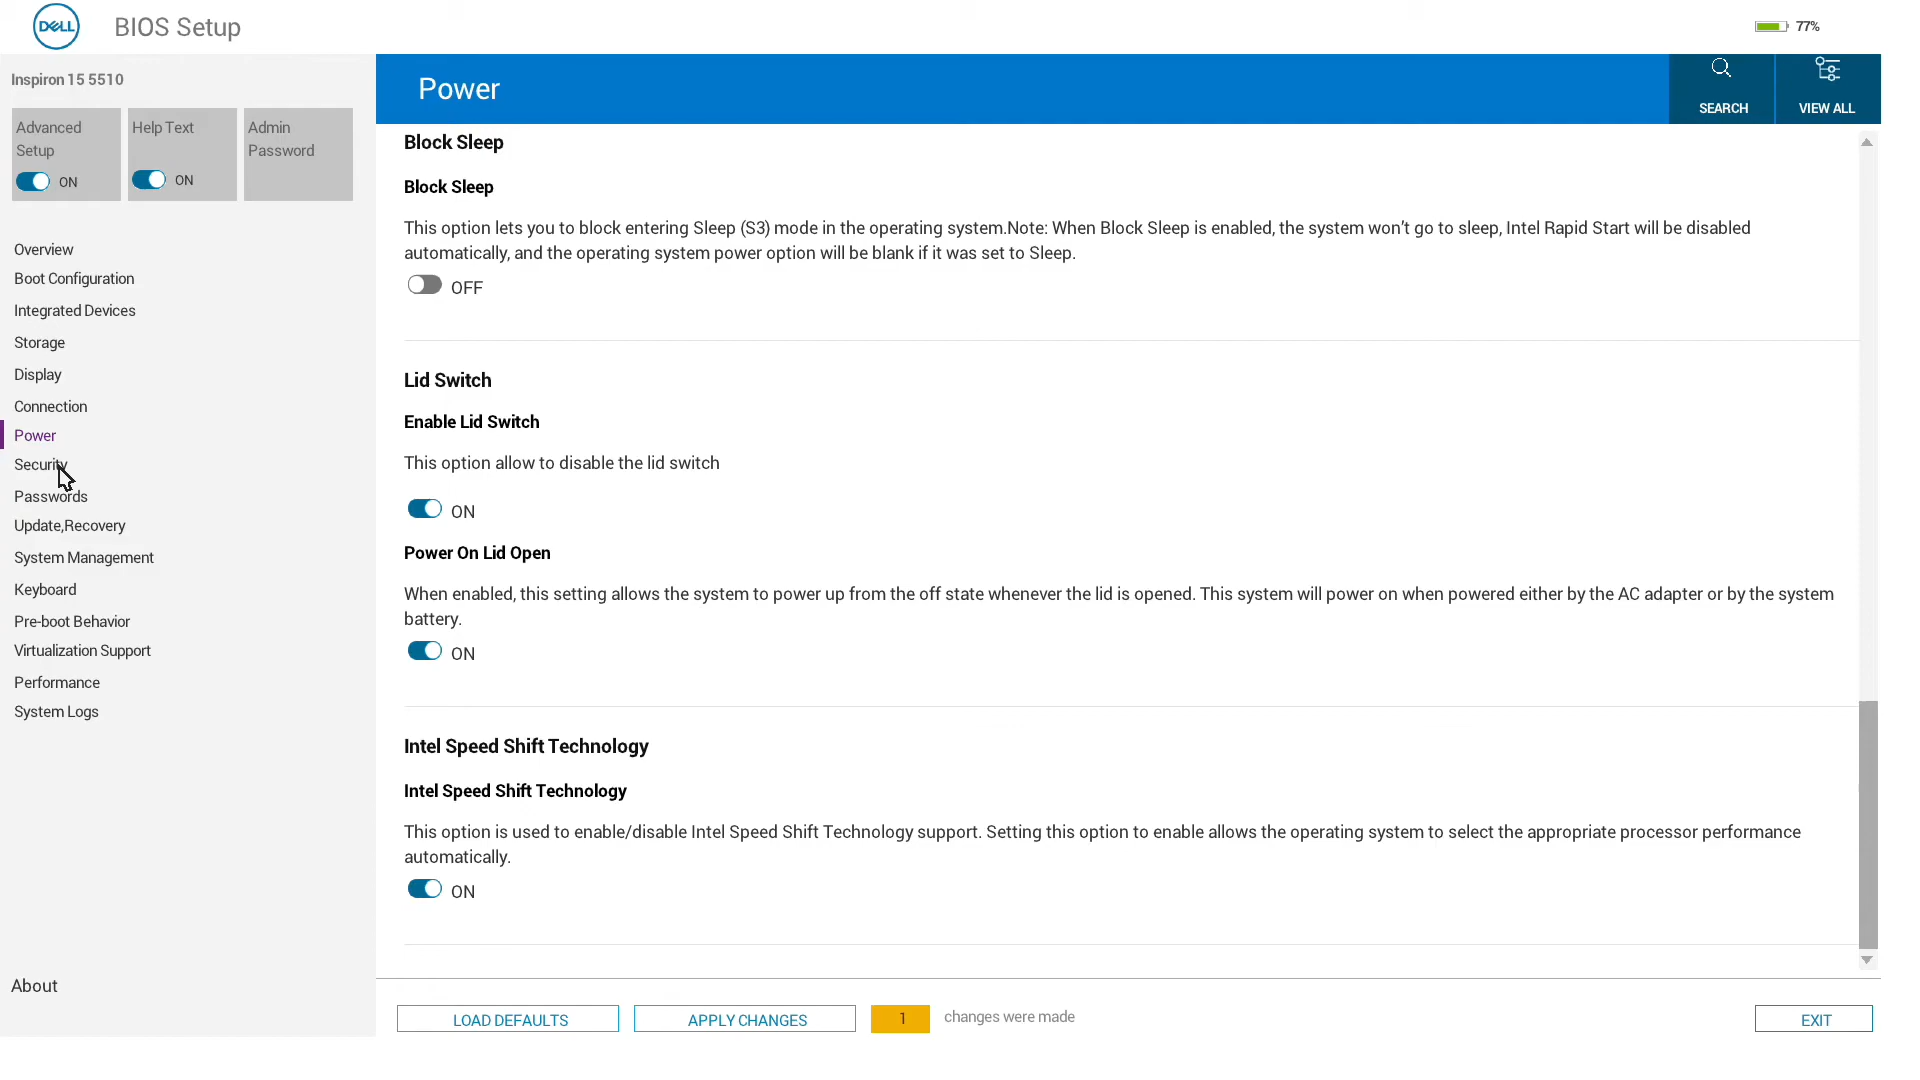 DELL
BIOS Setup
77%
Inspiron 15 5510
Advanced
Setup
ON
Help Text
ON
Admin
Password
Overview
Boot Configuration
Integrated Devices
Storage
Display
Connection
Power
Security
Passwords
Update,Recovery
System Management
Keyboard
Pre-boot Behavior
Virtualization Support
Performance
System Logs
About
Power
SEARCH
VIEW ALL
Block Sleep
Block Sleep
This option lets you to block entering Sleep (S3) mode in the operating system.Note: When Block Sleep is enabled, the system won't go to sleep, Intel Rapid Start will be disabled
automatically, and the operating system power option will be blank if it was set to Sleep.
OFF
Lid Switch
Enable Lid Switch
This option allow to disable the lid switch
ON
Power On Lid Open
When enabled, this setting allows the system to power up from the off state whenever the lid is opened. This system will power on when powered either by the AC adapter or by the system
battery.
ON
Intel Speed Shift Technology
Intel Speed Shift Technology
This option is used to enable/disable Intel Speed Shift Technology support. Setting this option to enable allows the operating system to select the appropriate processor performance
automatically.
ON
LOAD DEFAULTS
APPLY CHANGES
1
changes were made
EXIT